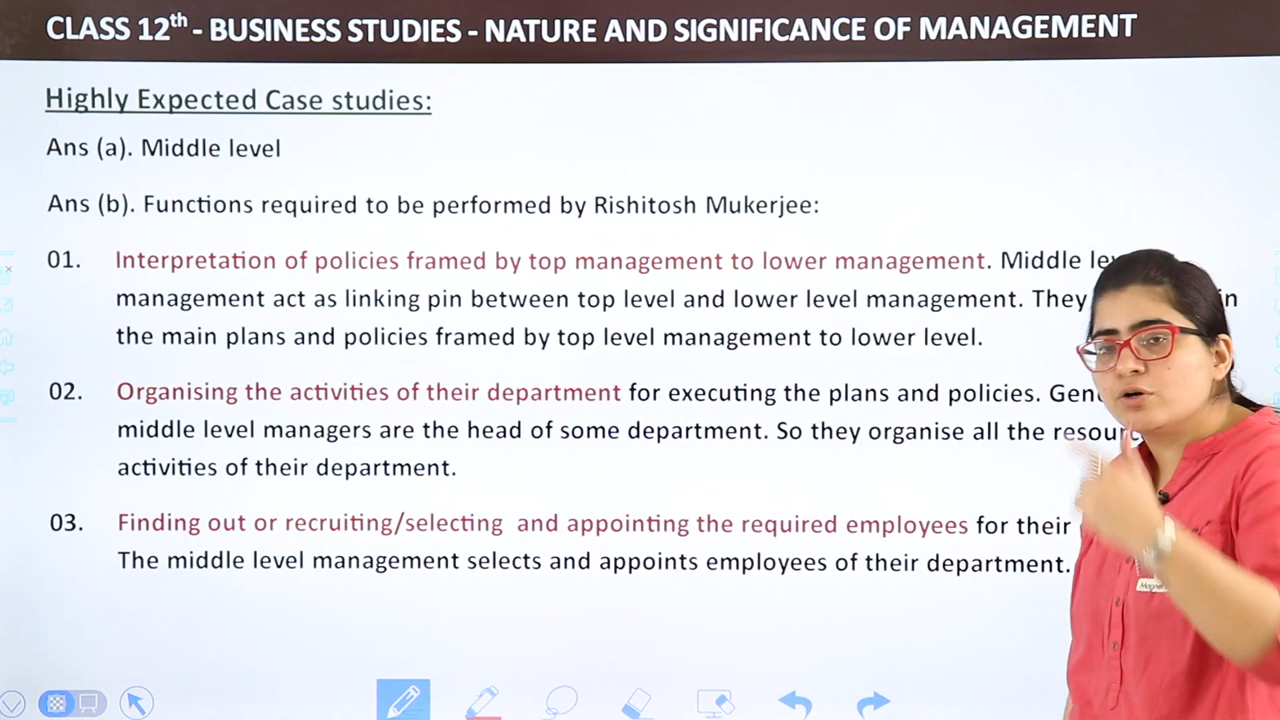 CLASS 12th - BUSINESS STUDIES - NATURE AND SIGNIFICANCE OF MANAGEMENT
Highly Expected Case studies:
Ans (a). Middle level
Ans (b). Functions required to be performed by Rishitosh Mukerjee:
01. Interpretation of policies framed by top management to lower management. Middle
management act as linking pin between top level and lower level management. They
the main plans and policies framed by top level management to lower level.
02. Organising the activities of their department for executing the plans and policies.
middle level managers are the head of some department. So they organise all the
activities of their department.
03. Finding out or recruiting/selecting and appointing the required employees for their
The middle level management selects and appoints employees of their department.